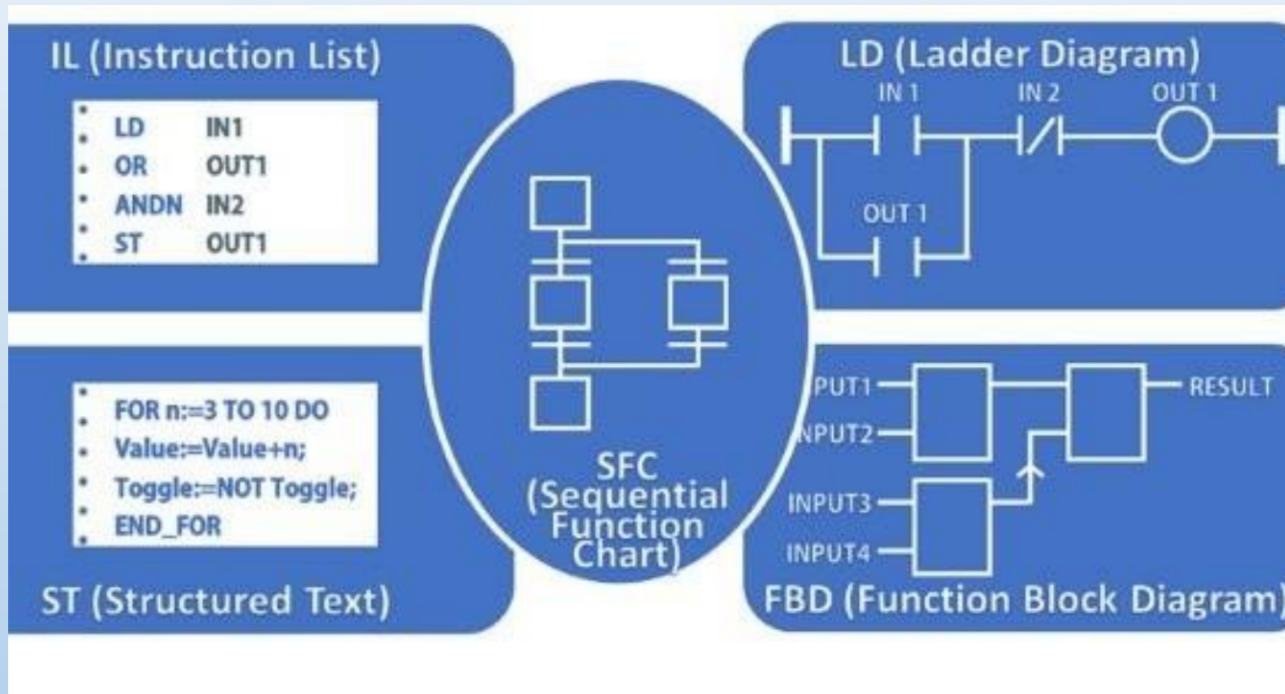 IL (Instruction List)
LD IN1
OR OUT1
ANDN IN2
ST OUT1
LD (Ladder Diagram)
IN 1 IN 2 OUT 1
OUT 1
FOR n:=3 TO 10 DO
Value:=Value+n;
Toggle:=NOT Toggle;
END_FOR
ST (Structured Text)
SFC
(Sequential
Function
Chart)
PUT1
NPUT2
INPUT3
INPUT4
RESULT
FBD (Function Block Diagram)